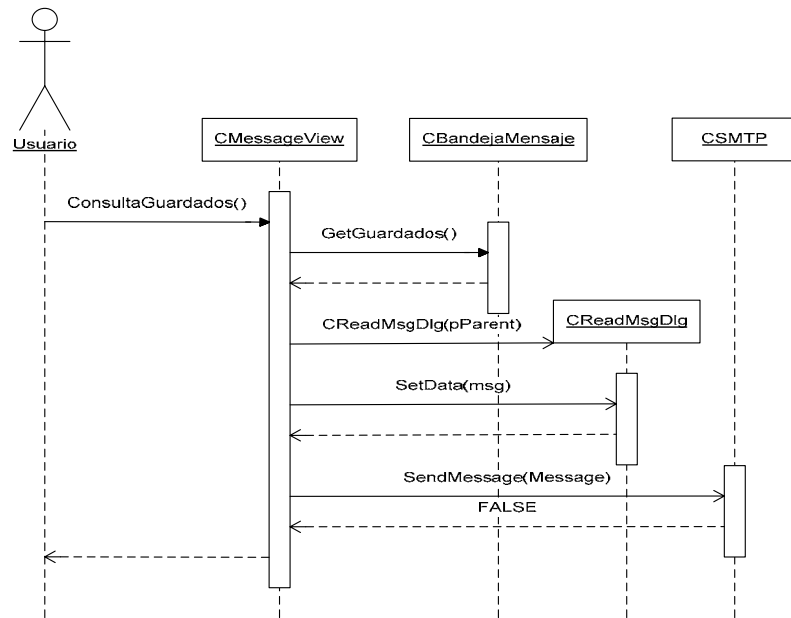 Usuario
CMessageView
CBandejaMensaje
CSMTP
ConsultaGuardados()
GetGuardados()
CReadMsgDlg(pParent)
CReadMsgDlg
SetData(msg)
SendMessage(Message)
FALSE